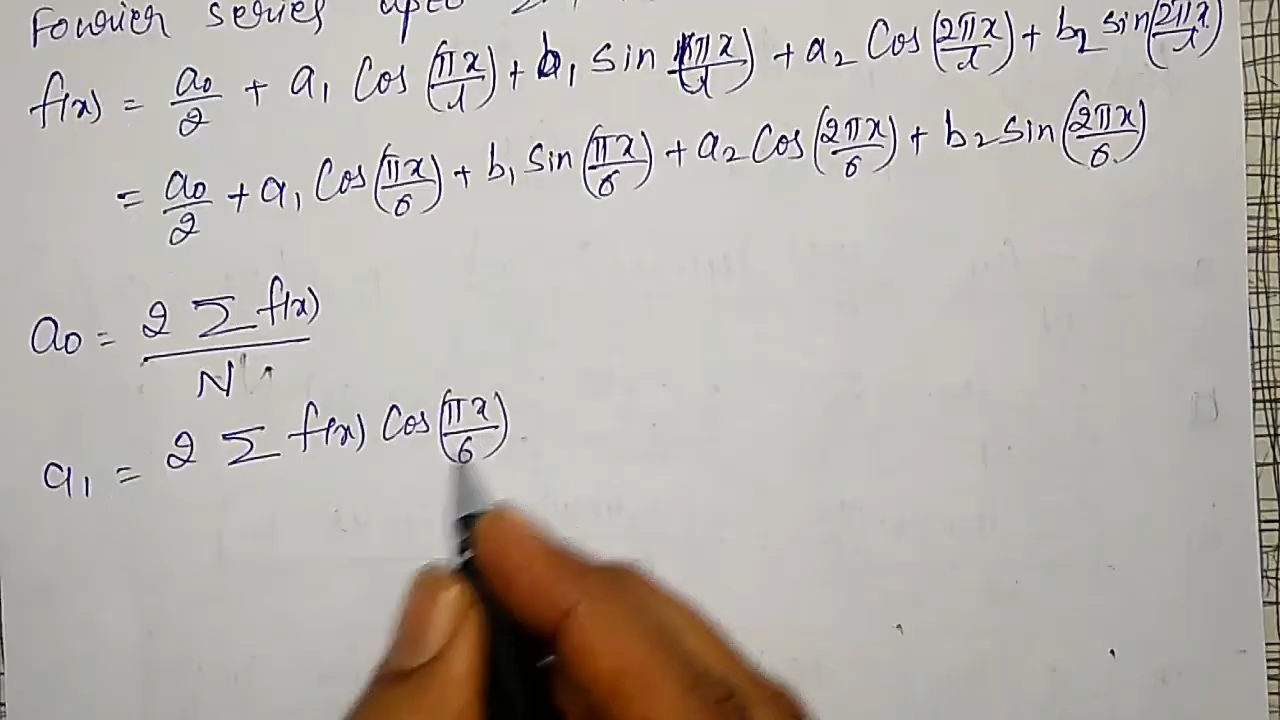 Fourier series upto
f(x) = a0/2 + a1 Cos (πx/l) + b1 sin (πx/l) + a2 Cos (2πx/l) + b2 sin (2πx/l)
= a0/2 + a1 Cos (πx/6) + b1 Sin (πx/6) + a2 Cos (2πx/6) + b2 sin (2πx/6)
a0 = 2 Σ f(x) / N
a1 = 2 Σ f(x) Cos (πx/6)